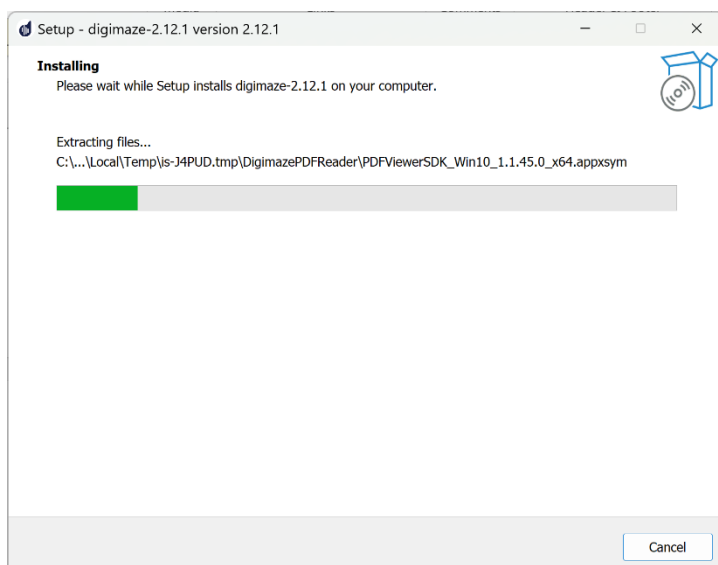 Setup - digimaze-2.12.1 version 2.12.1
Installing
Please wait while Setup installs digimaze-2.12.1 on your computer.
Extracting files...
C:\...\Local\Temp\is-J4PUD.tmp\DigimazePDFReader\PDFViewerSDK_Win10_1.1.45.0_x64.appxsym
Cancel